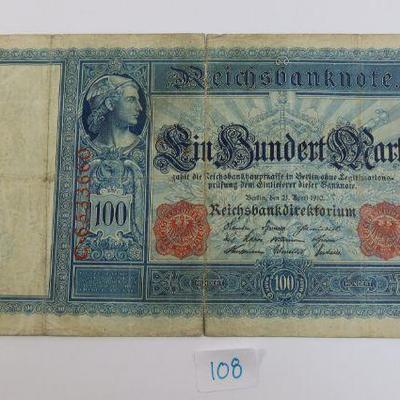 Reichsbanknote.
Ein Hundert Mark
zahlt die Reichsbankhauptkasse in Berlin ohne Legitimations-
prüfung dem Einlieferer dieser Banknote.
Berlin, den 21. April 1910.
Reichsbankdirektorium
100
100
108